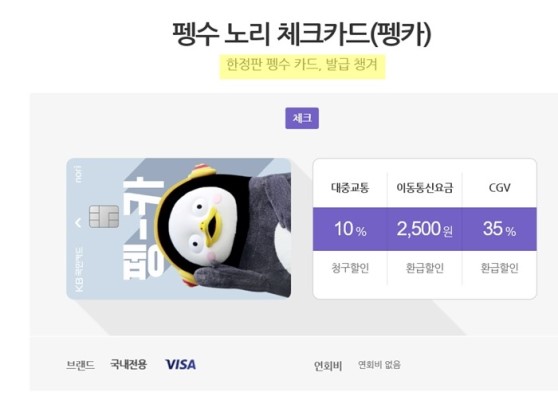 펭수 노리 체크카드(펭카)
한정판 펭수 카드, 발급 챙겨
체크
nori
펭-카
KB국민카드
대중교통 이동통신요금 CGV
10 % 2,500 원 35 %
청구할인 환급할인 환급할인
브랜드 국내전용 VISA 연회비 연회비 없음